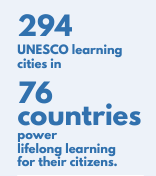 294
UNESCO learning
cities in
76
countries
power
lifelong learning
for their citizens.